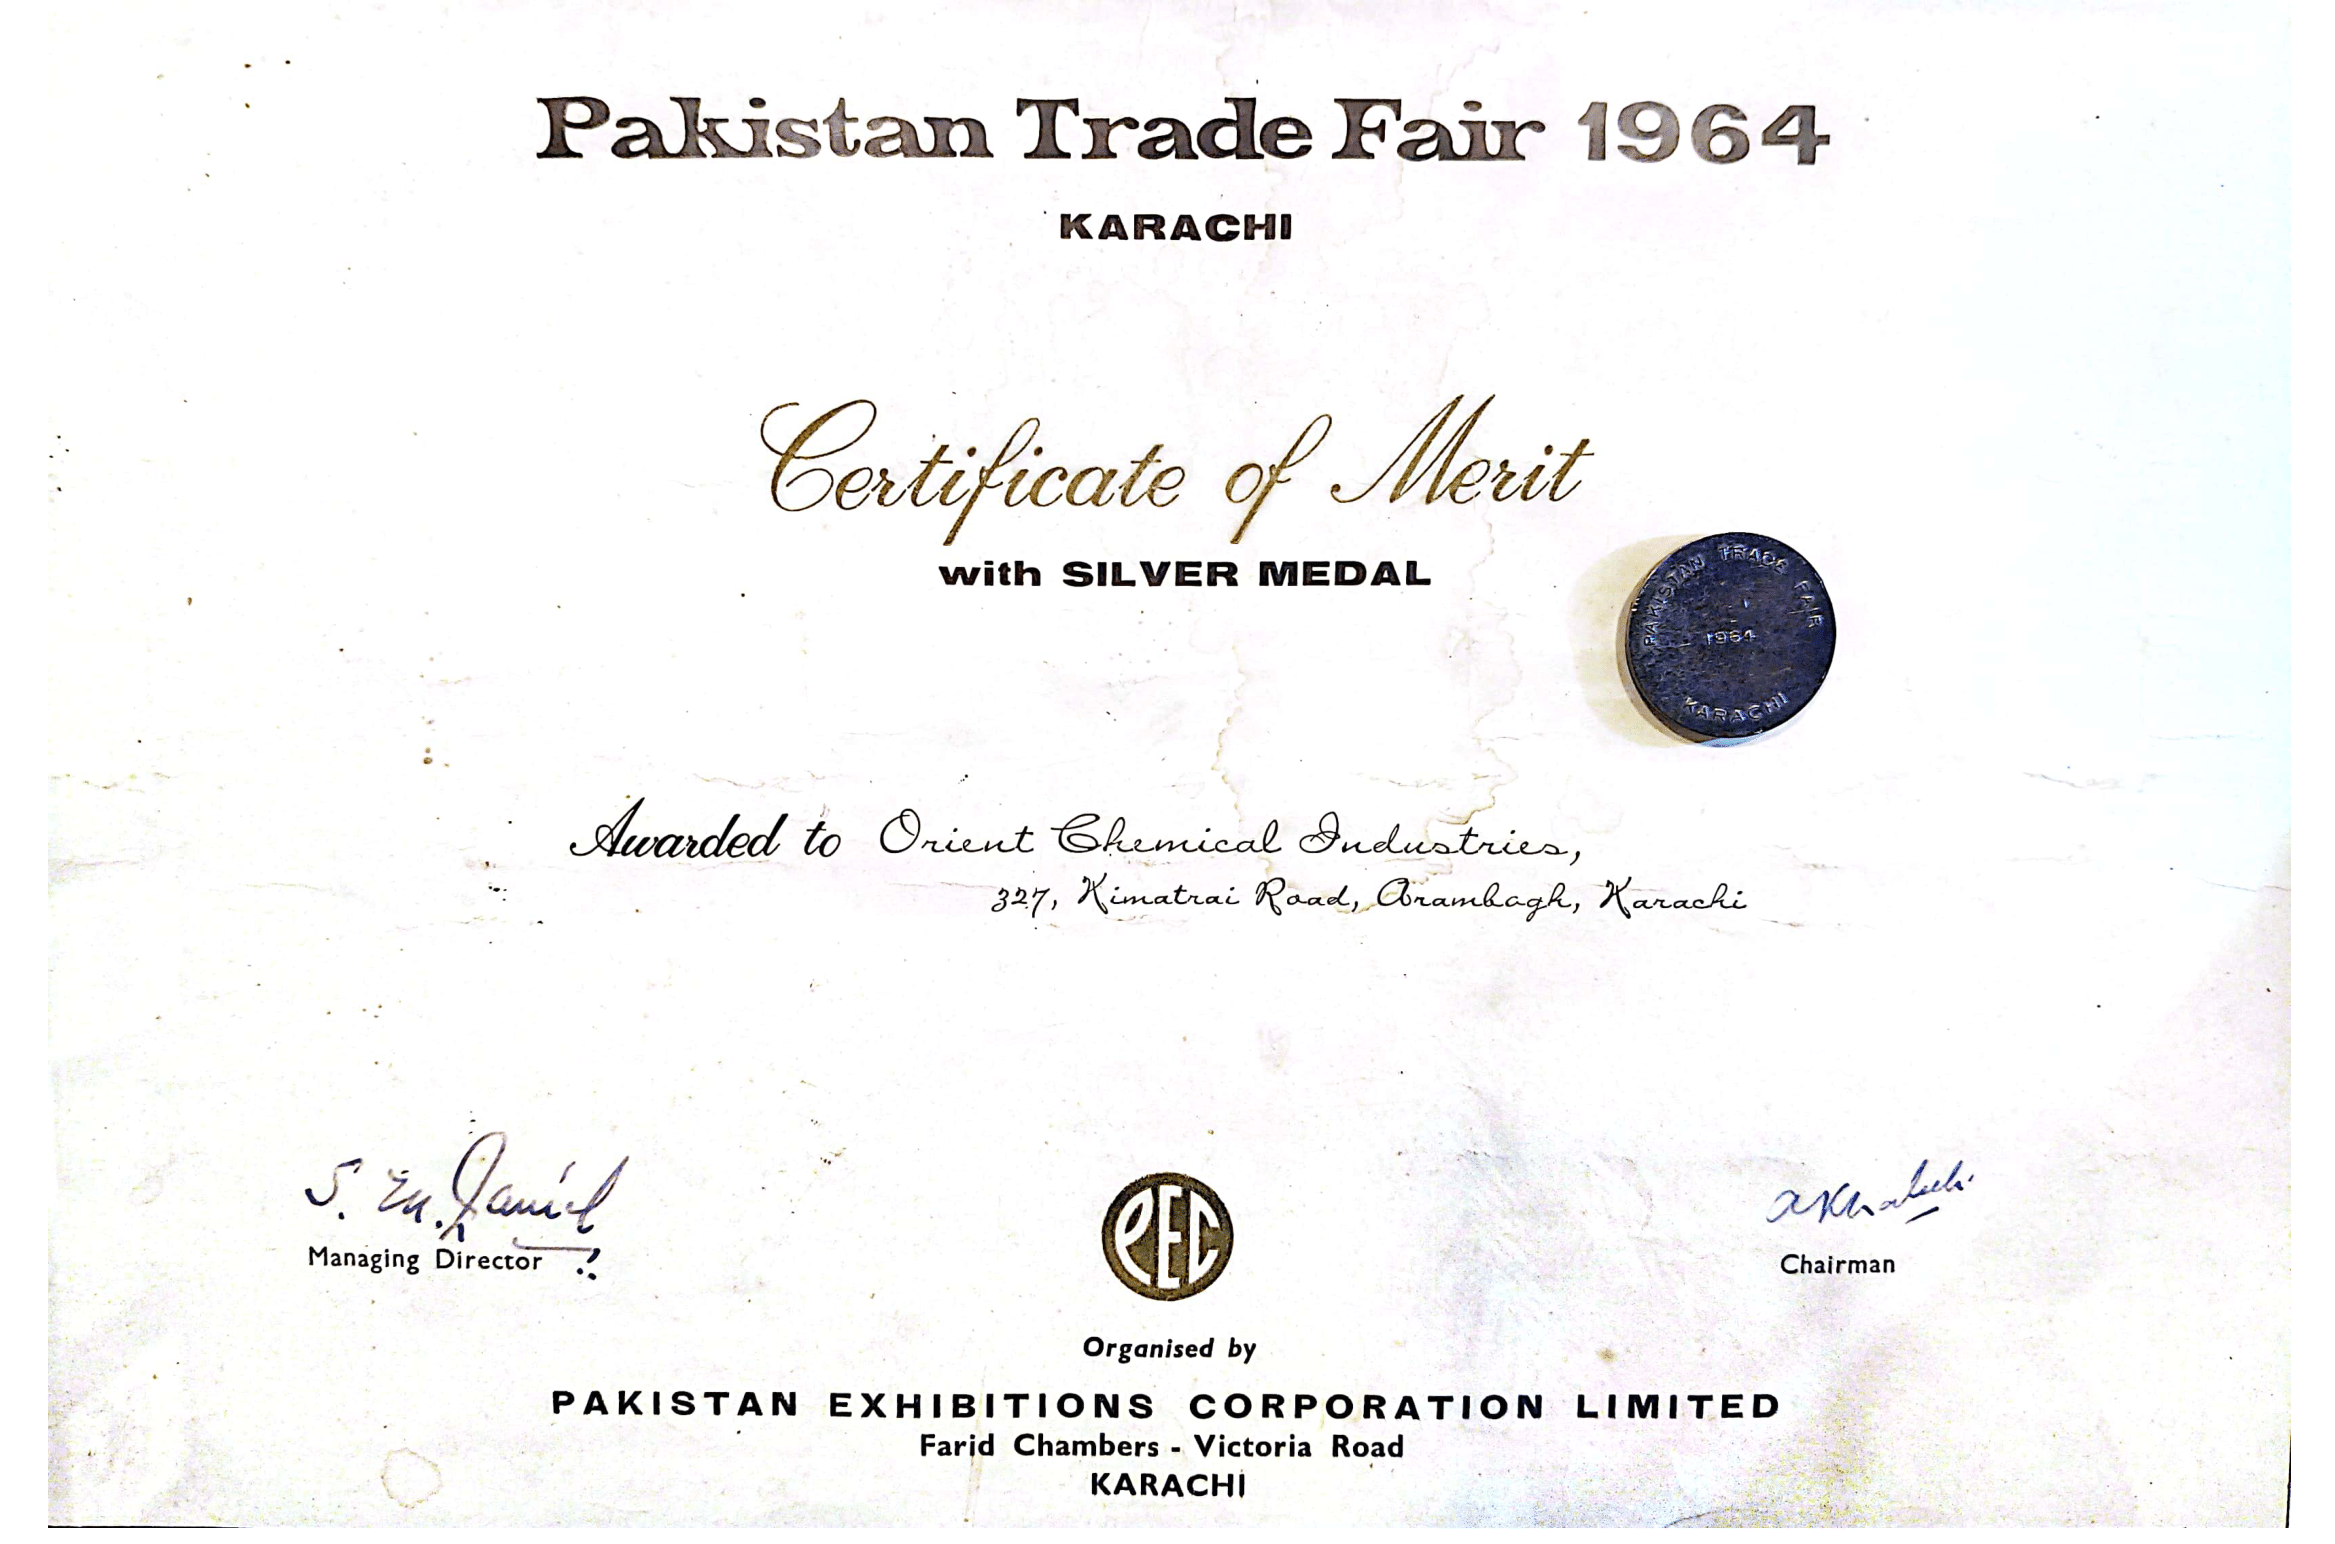 Pakistan Trade Fair 1964
KARACHI
Certificate of Merit
with SILVER MEDAL
PAKISTAN TRADE FAIR
1964
KARACHI
Awarded to Orient Chemical Industries,
327, Kimatrai Road, Arambagh, Karachi
S. M. Jamil
Managing Director
PEC
Chairman
Organised by
PAKISTAN EXHIBITIONS CORPORATION LIMITED
Farid Chambers - Victoria Road
KARACHI